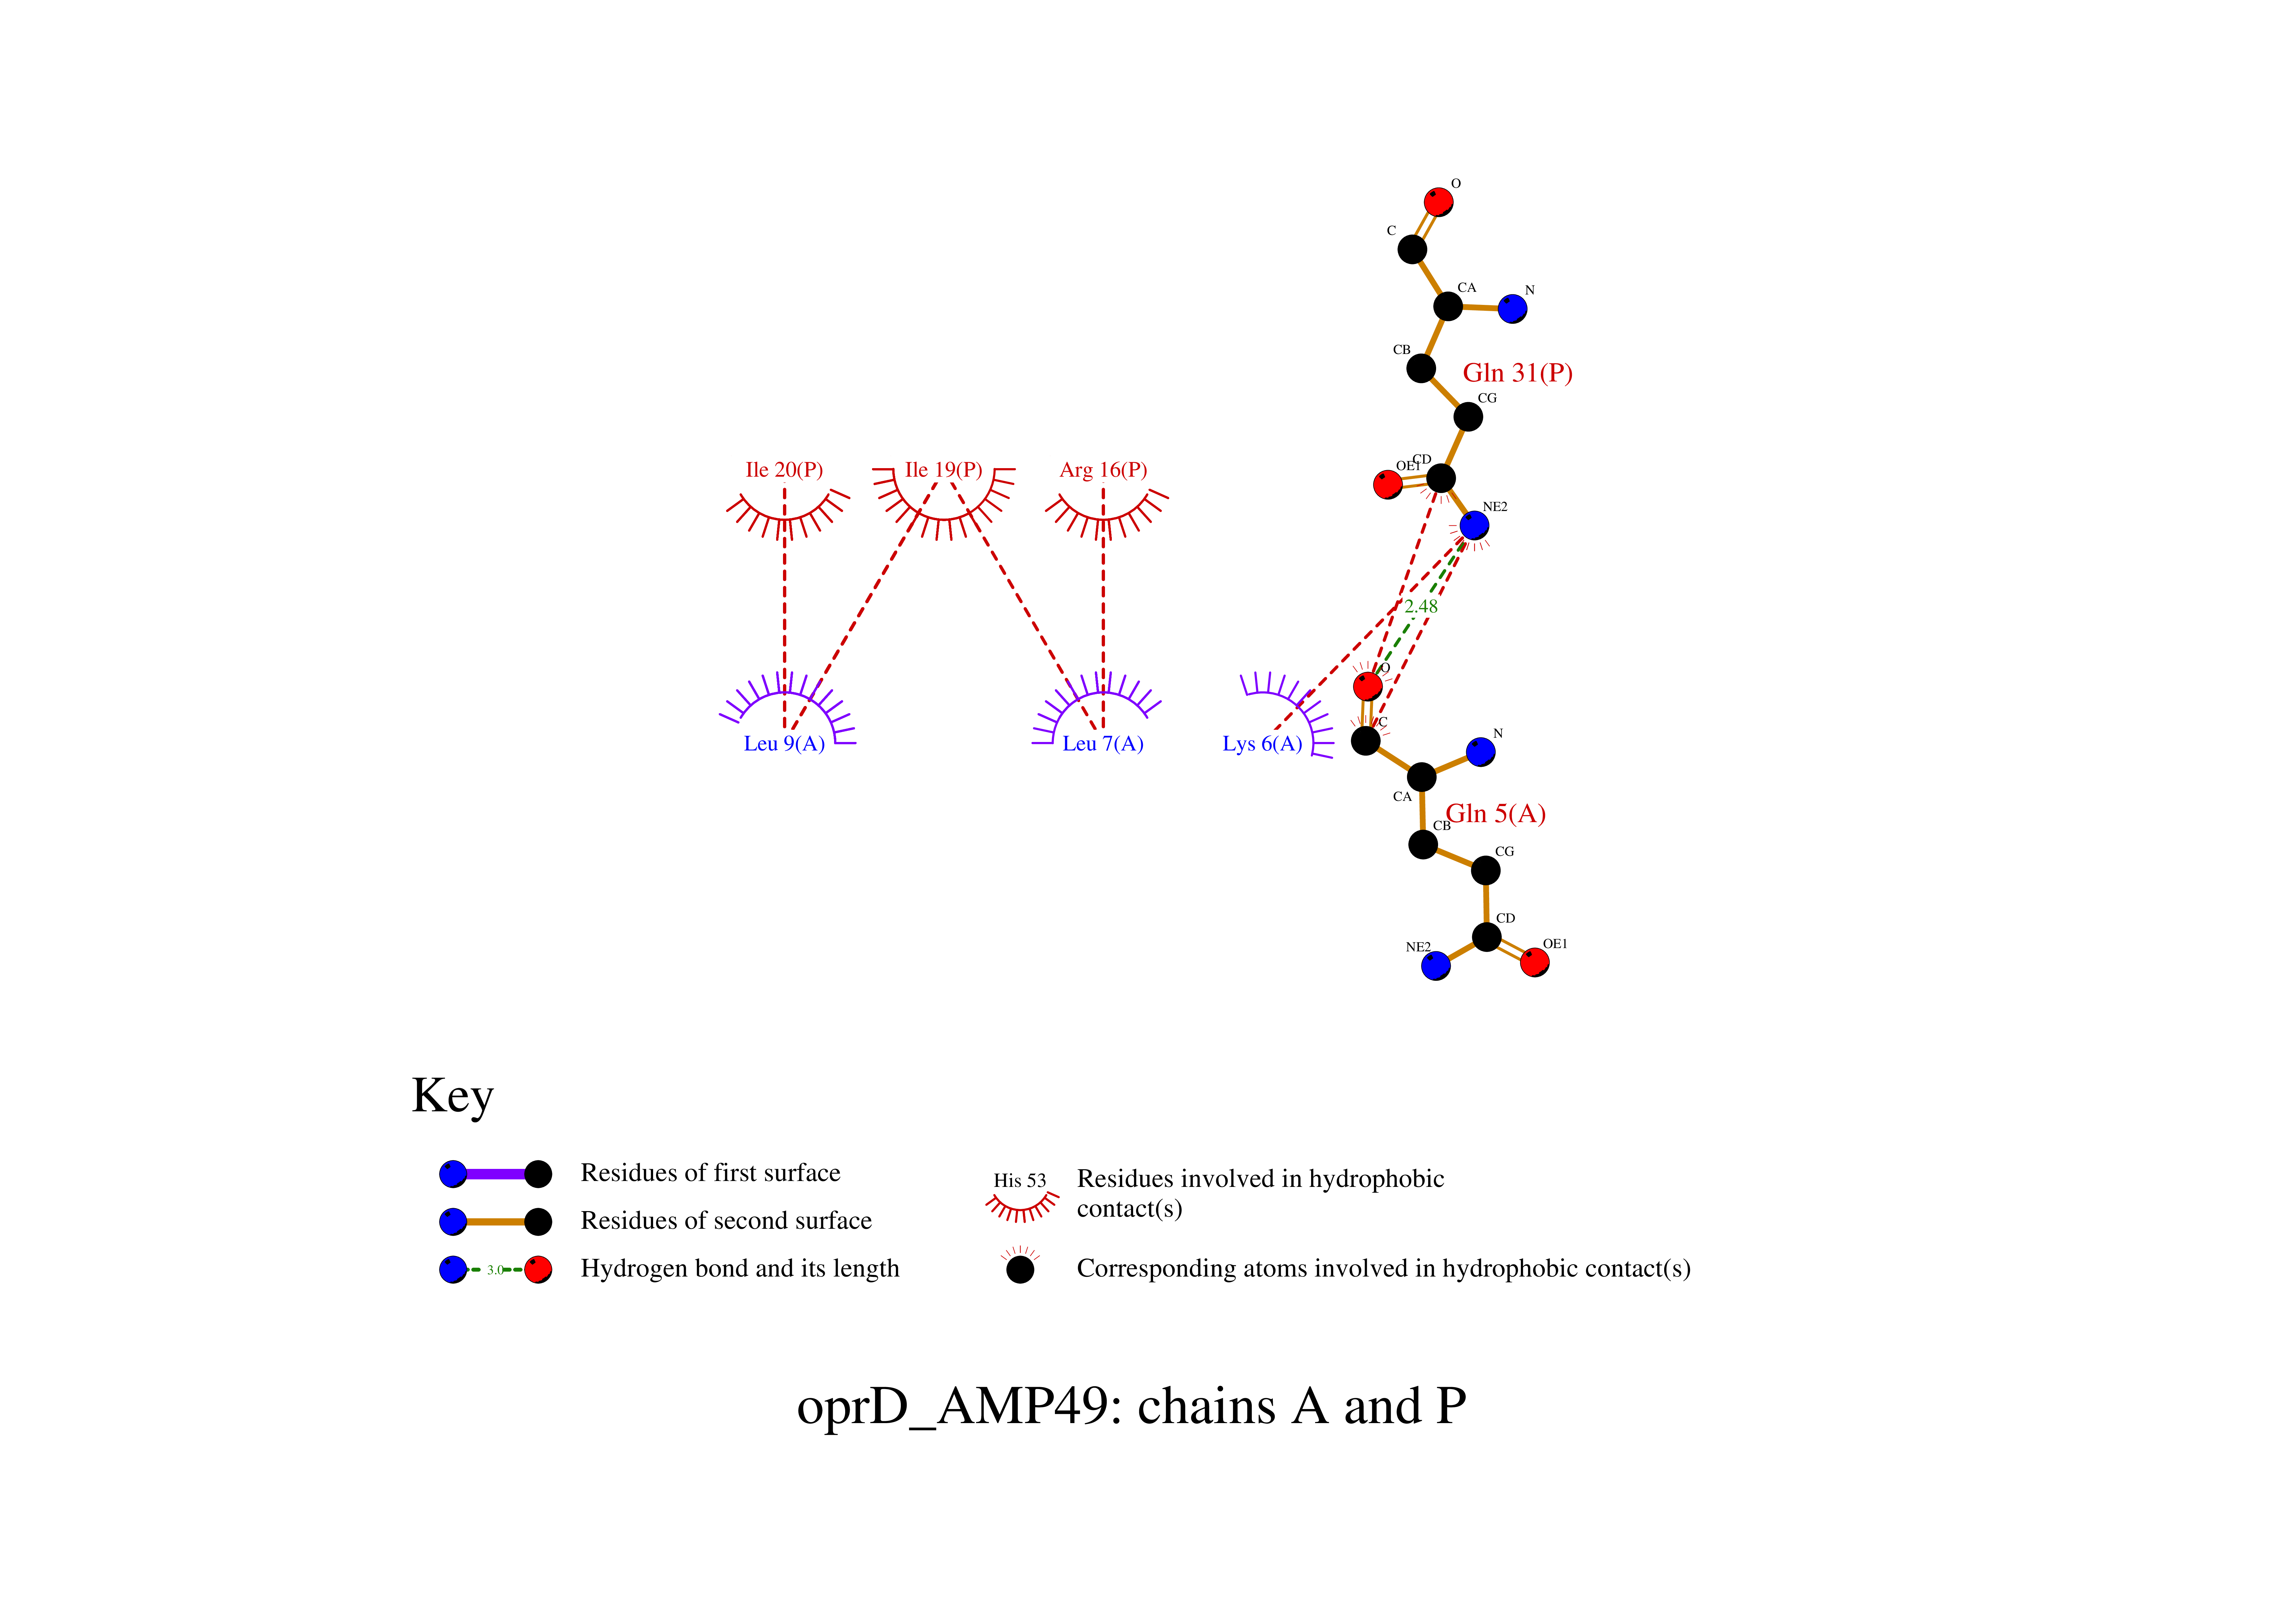 O
C
CA
N
CB
Gln 31(P)
CG
Ile 20(P)
Ile 19(P)
Arg 16(P)
OE1
CD
NE2
2.48
O
C
Leu 9(A)
Leu 7(A)
Lys 6(A)
N
CA
Gln 5(A)
CB
CG
CD
NE2
OE1
Key
Residues of first surface
Residues of second surface
3.0
Hydrogen bond and its length
His 53
Residues involved in hydrophobic
contact(s)
Corresponding atoms involved in hydrophobic contact(s)
oprD_AMP49: chains A and P